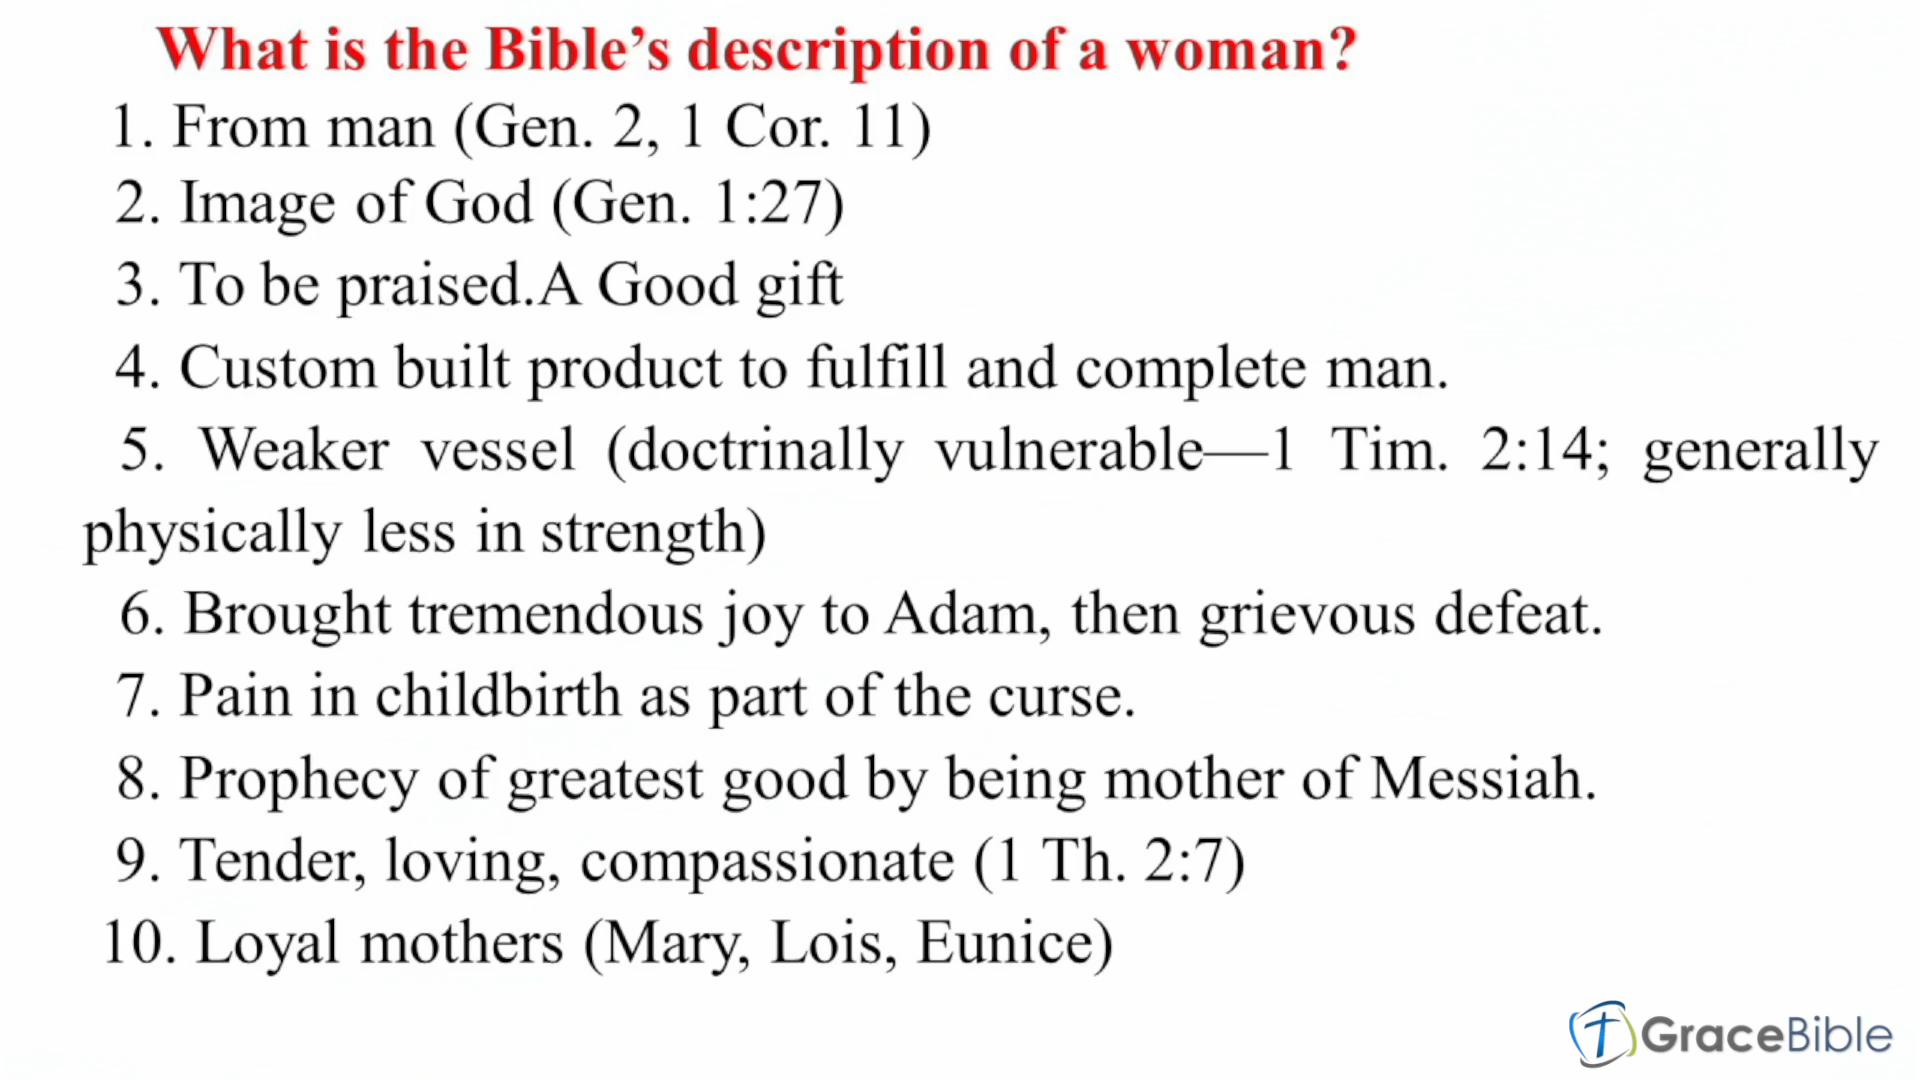 What is the Bible’s description of a woman?
1. From man (Gen. 2, 1 Cor. 11)
2. Image of God (Gen. 1:27)
3. To be praised.A Good gift
4. Custom built product to fulfill and complete man.
5. Weaker vessel (doctrinally vulnerable—1 Tim. 2:14; generally
physically less in strength)
6. Brought tremendous joy to Adam, then grievous defeat.
7. Pain in childbirth as part of the curse.
8. Prophecy of greatest good by being mother of Messiah.
9. Tender, loving, compassionate (1 Th. 2:7)
10. Loyal mothers (Mary, Lois, Eunice)
GraceBible